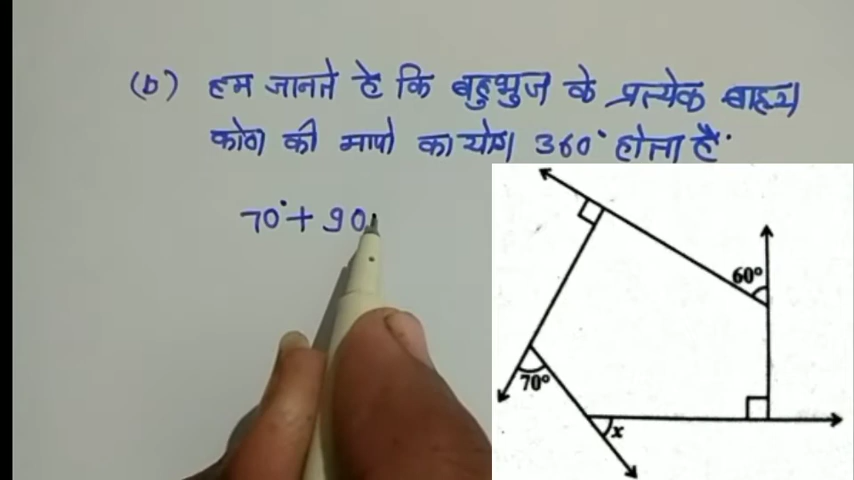 (b) हम जानते है कि बहुभुज के प्रत्येक बाह्य
कोण की मापो का योग 360° होता है.
70° + 90
60°
70°
x